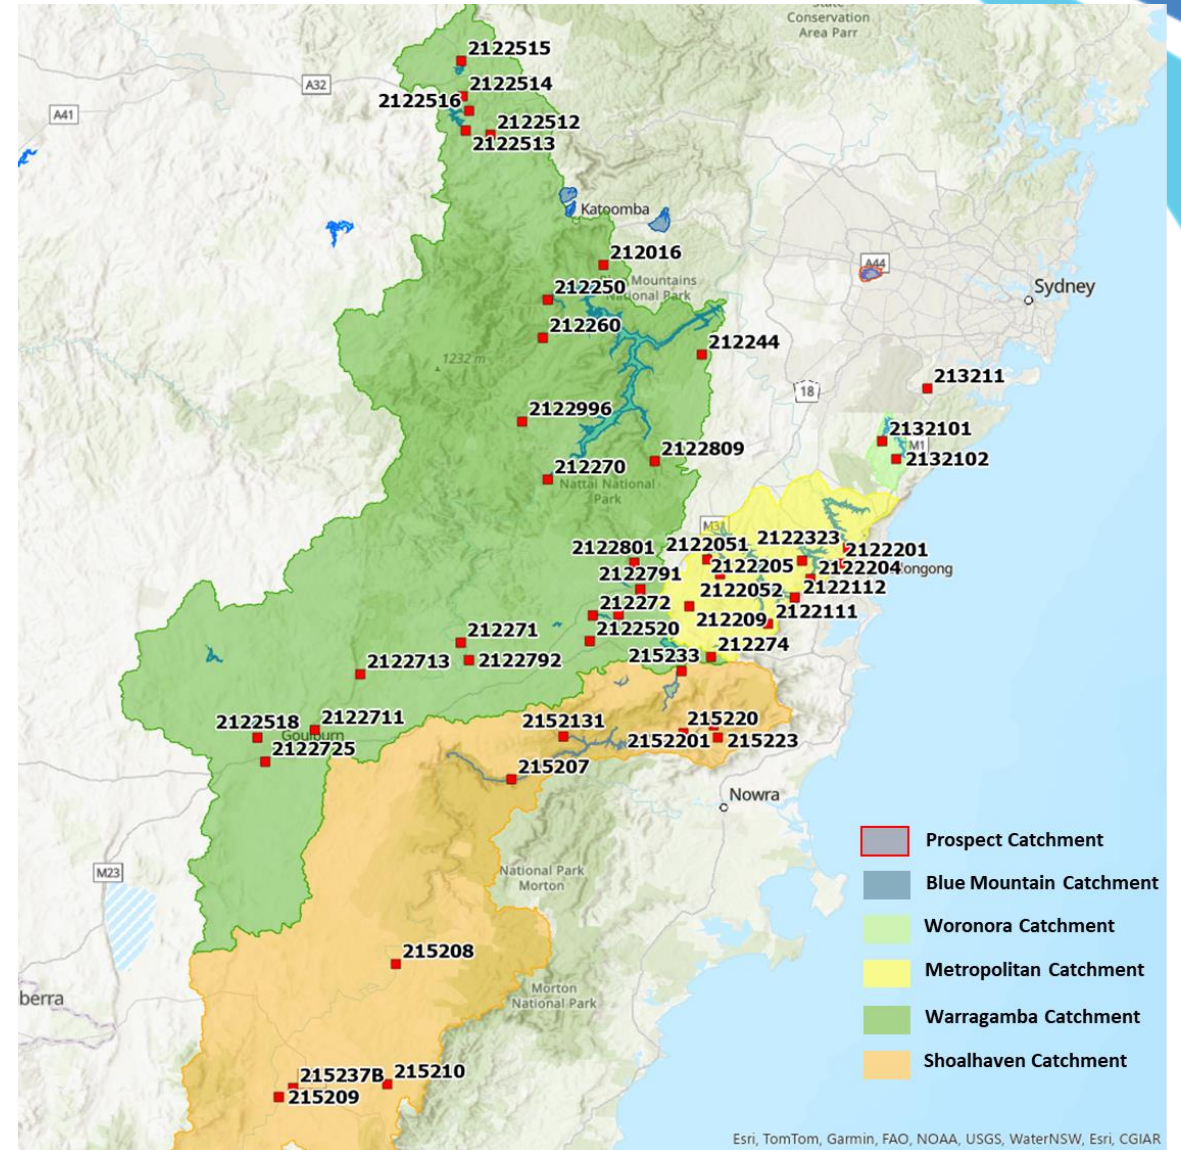 State
Conservation
Area Parr
2122515
A32
2122514
2122516
A41
2122512
2122513
Katoomba
212016
A44
Mountains
National Park
212250
Sydney
212260
212244
1232 m
213211
18
2122996
2132101
M1
2122809
2132102
212270
Nattai National
Park
M31
2122323
2122051
2122801
2122201
2122205
2122204
ongong
2122791
2122052
2122112
212272
2122111
212209
2122520
212271
212274
215233
2122713
2122792
2122711
2122518
2152131
215220
Goulburn
2152201
215223
2122725
215207
Nowra
Prospect Catchment
M23
National Park
Morton
Blue Mountain Catchment
Woronora Catchment
215208
Metropolitan Catchment
Morton
National Park
berra
Warragamba Catchment
Shoalhaven Catchment
215237B
215210
215209
Esri, TomTom, Garmin, FAO, NOAA, USGS, WaterNSW, Esri, CGIAR